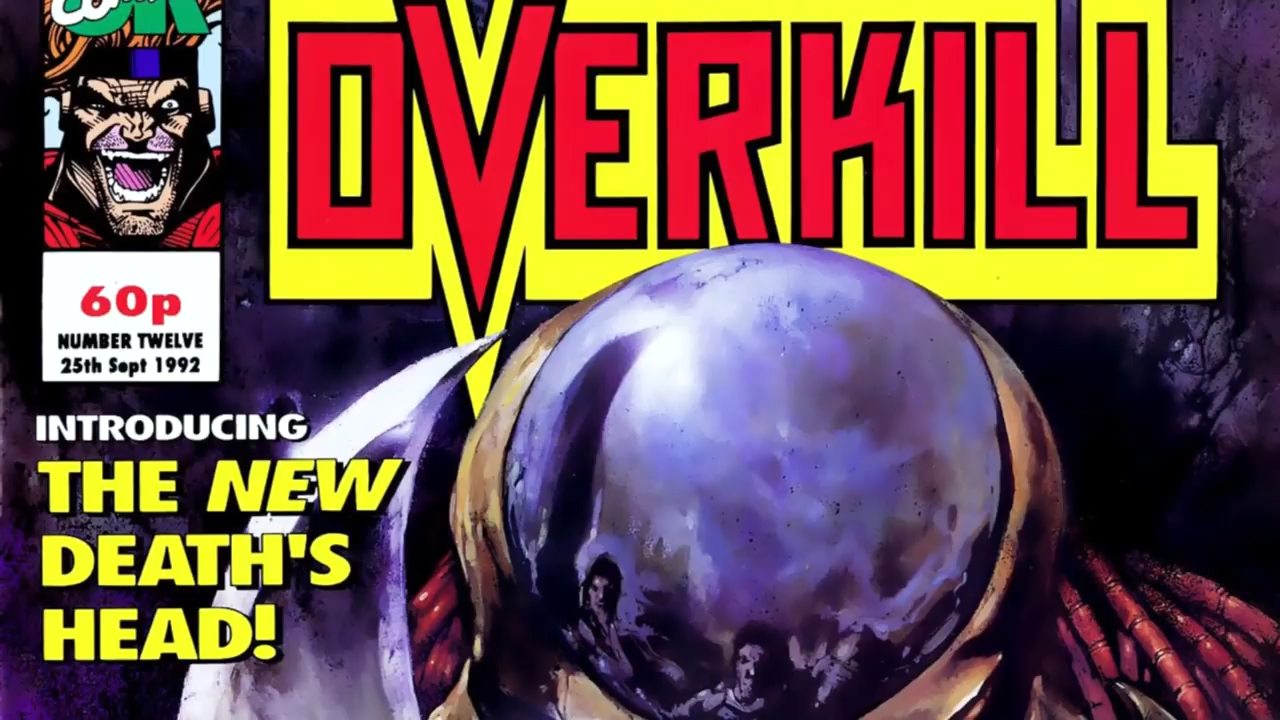 OVERKILL
60p
NUMBER TWELVE
25th Sept 1992
INTRODUCING
THE NEW
DEATH'S
HEAD!